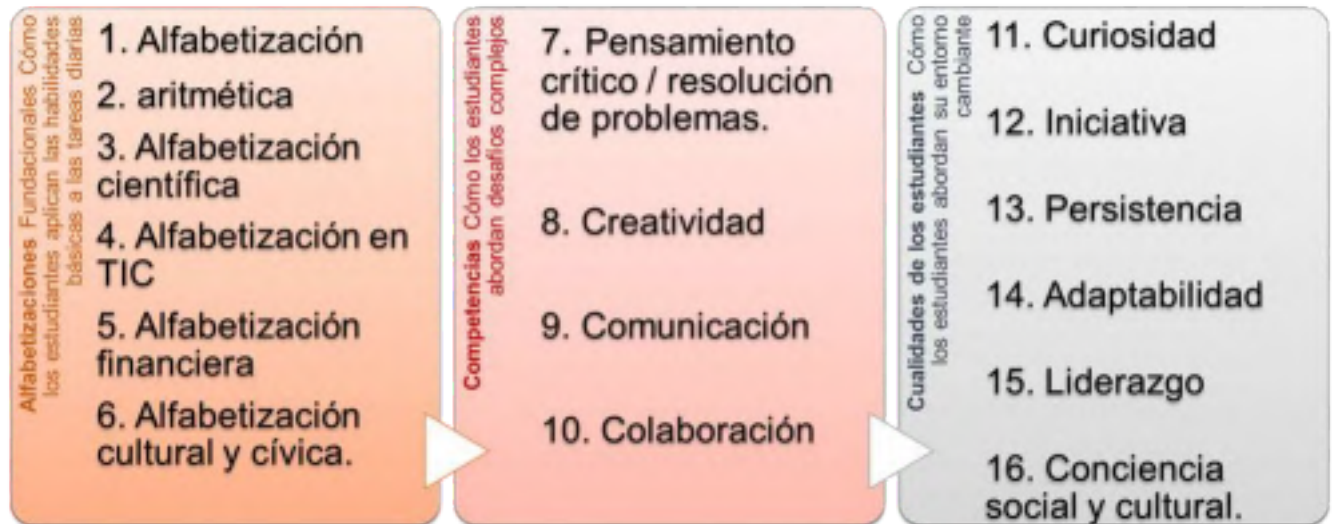 Alfabetizaciones Fundacionales Cómo
los estudiantes aplican las habilidades
básicas a las tareas diarias
1. Alfabetización
2. aritmética
3. Alfabetización
científica
4. Alfabetización en
TIC
5. Alfabetización
financiera
6. Alfabetización
cultural y cívica.
Competencias Cómo los estudiantes
abordan desafíos complejos
7. Pensamiento
crítico / resolución
de problemas.
8. Creatividad
9. Comunicación
10. Colaboración
Cualidades de los estudiantes Cómo
los estudiantes abordan su entorno
cambiante
11. Curiosidad
12. Iniciativa
13. Persistencia
14. Adaptabilidad
15. Liderazgo
16. Conciencia
social y cultural.